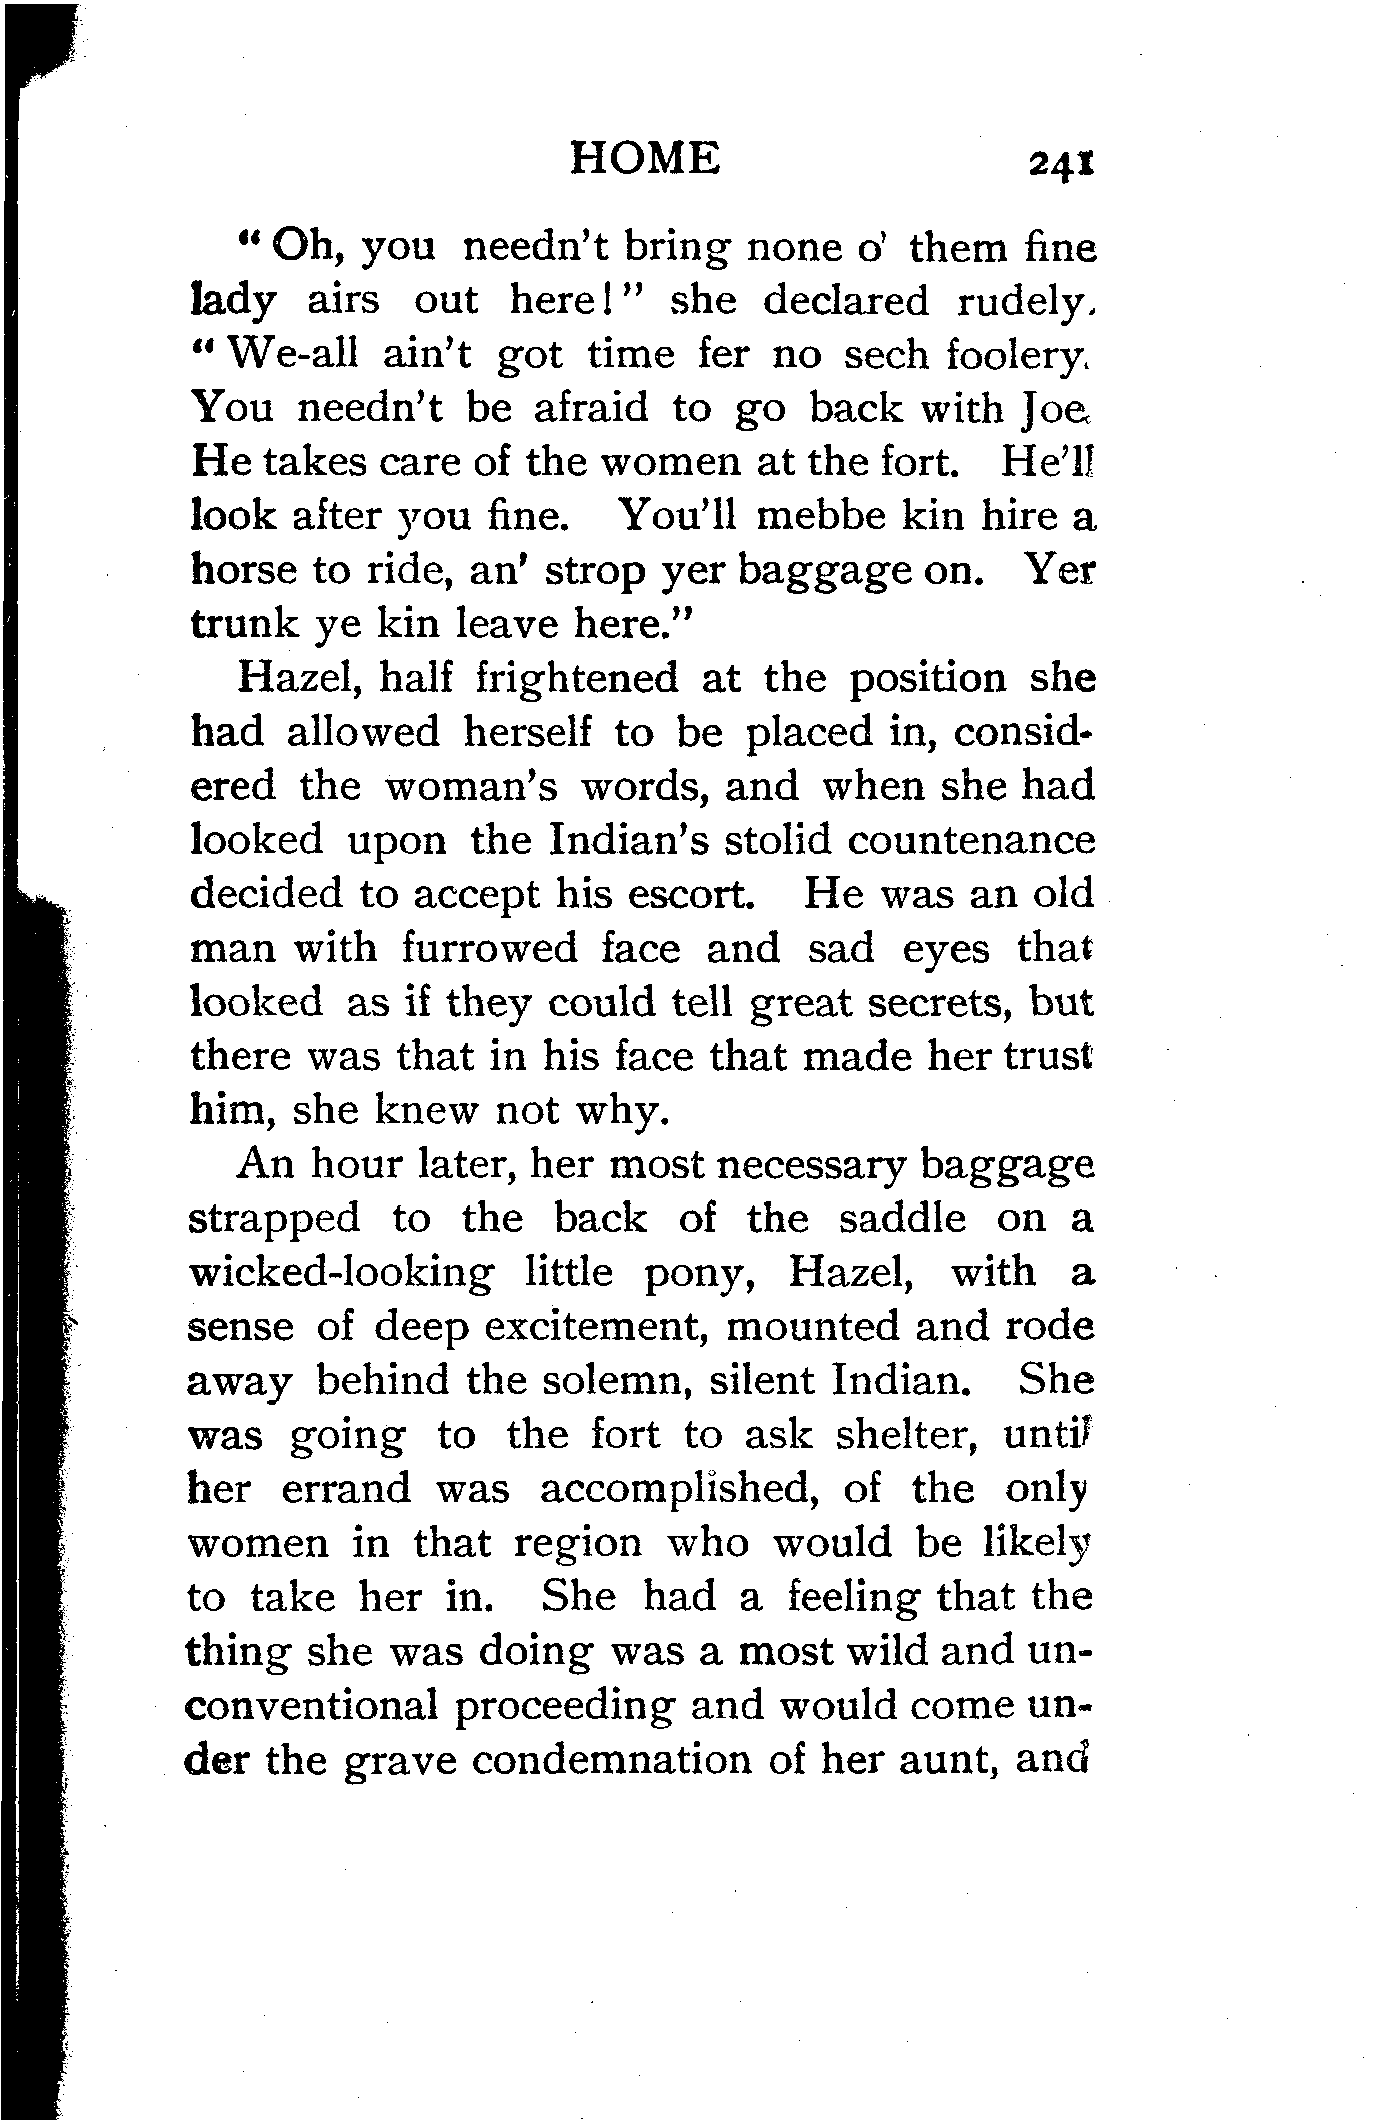 HOME 241
“ Oh, you needn't bring none o' them fine
lady airs out here!” she declared rudely.
“ We-all ain't got time fer no sech foolery.
You needn't be afraid to go back with Joe.
He takes care of the women at the fort. He'll
look after you fine. You'll mebbe kin hire a
horse to ride, an' strop yer baggage on. Yer
trunk ye kin leave here.”
Hazel, half frightened at the position she
had allowed herself to be placed in, consid-
ered the woman's words, and when she had
looked upon the Indian's stolid countenance
decided to accept his escort. He was an old
man with furrowed face and sad eyes that
looked as if they could tell great secrets, but
there was that in his face that made her trust
him, she knew not why.
An hour later, her most necessary baggage
strapped to the back of the saddle on a
wicked-looking little pony, Hazel, with a
sense of deep excitement, mounted and rode
away behind the solemn, silent Indian. She
was going to the fort to ask shelter, until
her errand was accomplished, of the only
women in that region who would be likely
to take her in. She had a feeling that the
thing she was doing was a most wild and un-
conventional proceeding and would come un-
der the grave condemnation of her aunt, and